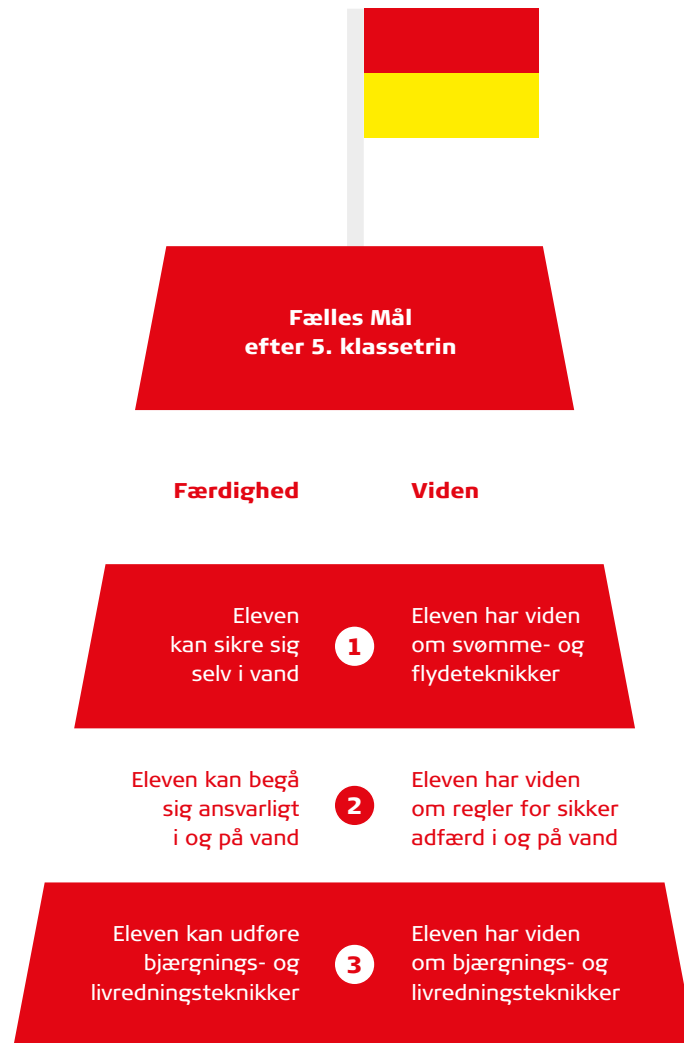 Fælles Mål
efter 5. klassetrin
Færdighed
Viden
Eleven
kan sikre sig
selv i vand
1
Eleven har viden
om svømme- og
flydeteknikker
Eleven kan begå
sig ansvarligt
i og på vand
2
Eleven har viden
om regler for sikker
adfærd i og på vand
Eleven kan udføre
bjærgnings- og
livredningsteknikker
3
Eleven har viden
om bjærgnings- og
livredningsteknikker